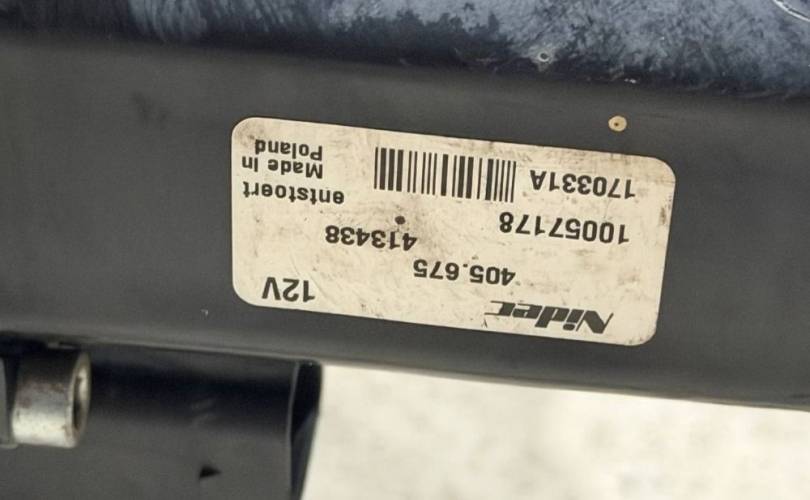 Nidec 12V
405.675
10057178 413438
170331A entstoert
Made in
Poland